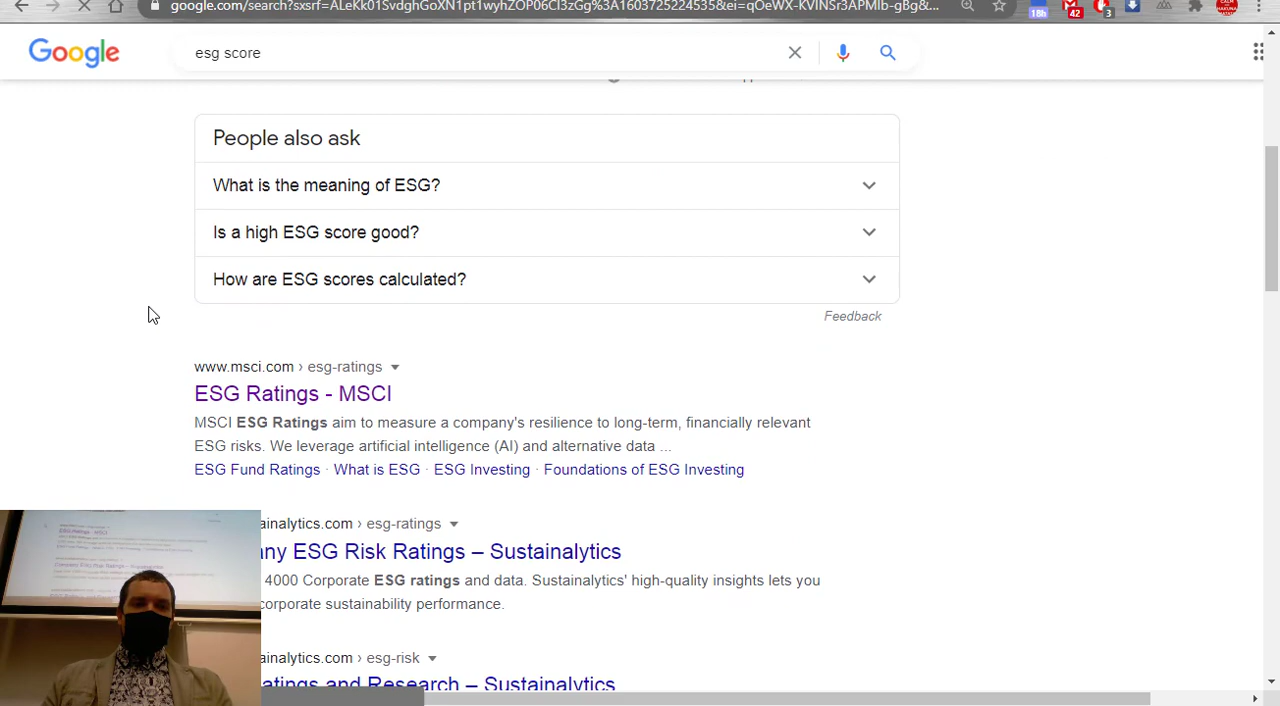 google.com/search?sxsrf=ALeKk01SvdghGoXN1pt1wyhZOP06CI3zGg%3A1603725224535&ei=qOeWX-KVINSr3APMlb-gBg&...
18h
42
3
Google
esg score
People also ask
What is the meaning of ESG?
Is a high ESG score good?
How are ESG scores calculated?
Feedback
www.msci.com › esg-ratings
ESG Ratings - MSCI
MSCI ESG Ratings aim to measure a company's resilience to long-term, financially relevant
ESG risks. We leverage artificial intelligence (AI) and alternative data ...
ESG Fund Ratings · What is ESG · ESG Investing · Foundations of ESG Investing
ainalytics.com › esg-ratings
ny ESG Risk Ratings – Sustainalytics
4000 Corporate ESG ratings and data. Sustainalytics' high-quality insights lets you
corporate sustainability performance.
ainalytics.com › esg-risk
atings and Research – Sustainalytics